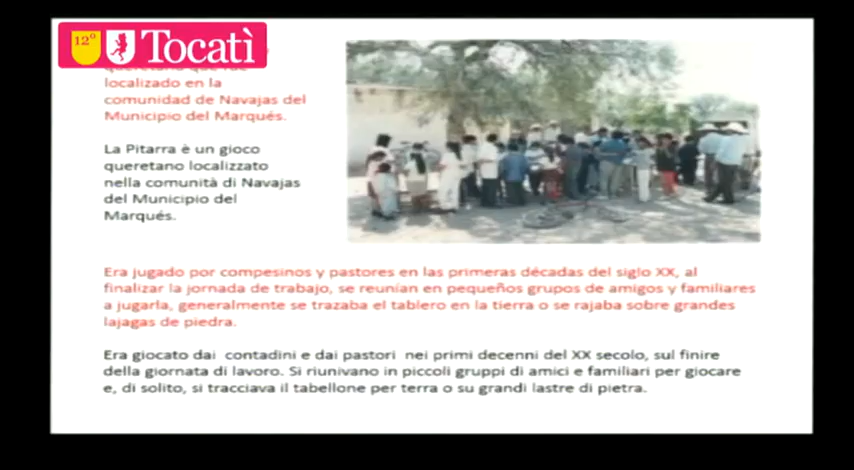 12º
Tocatì
localizado en la
comunidad de Navajas del
Municipio del Marqués.
La Pitarra è un gioco
queretano localizzato
nella comunità di Navajas
del Municipio del
Marqués.
Era jugado por compesinos y pastores en las primeras décadas del siglo XX, al
finalizar la jornada de trabajo, se reunían en pequeños grupos de amigos y familiares
a jugarla, generalmente se trazaba el tablero en la tierra o se rajaba sobre grandes
lajagas de piedra.
Era giocato dai contadini e dai pastori nei primi decenni del XX secolo, sul finire
della giornata di lavoro. Si riunivano in piccoli gruppi di amici e familiari per giocare
e, di solito, si tracciava il tabellone per terra o su grandi lastre di pietra.